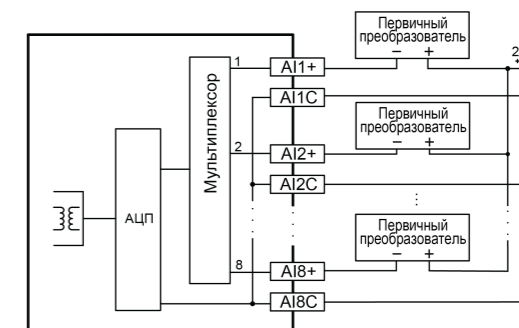 Первичный
преобразователь
– +
2
+
1
AI1+
AI1C
Мультиплексор
Первичный
преобразователь
– +
2
AI2+
AI2C
АЦП
Первичный
преобразователь
– +
8
AI8+
AI8C